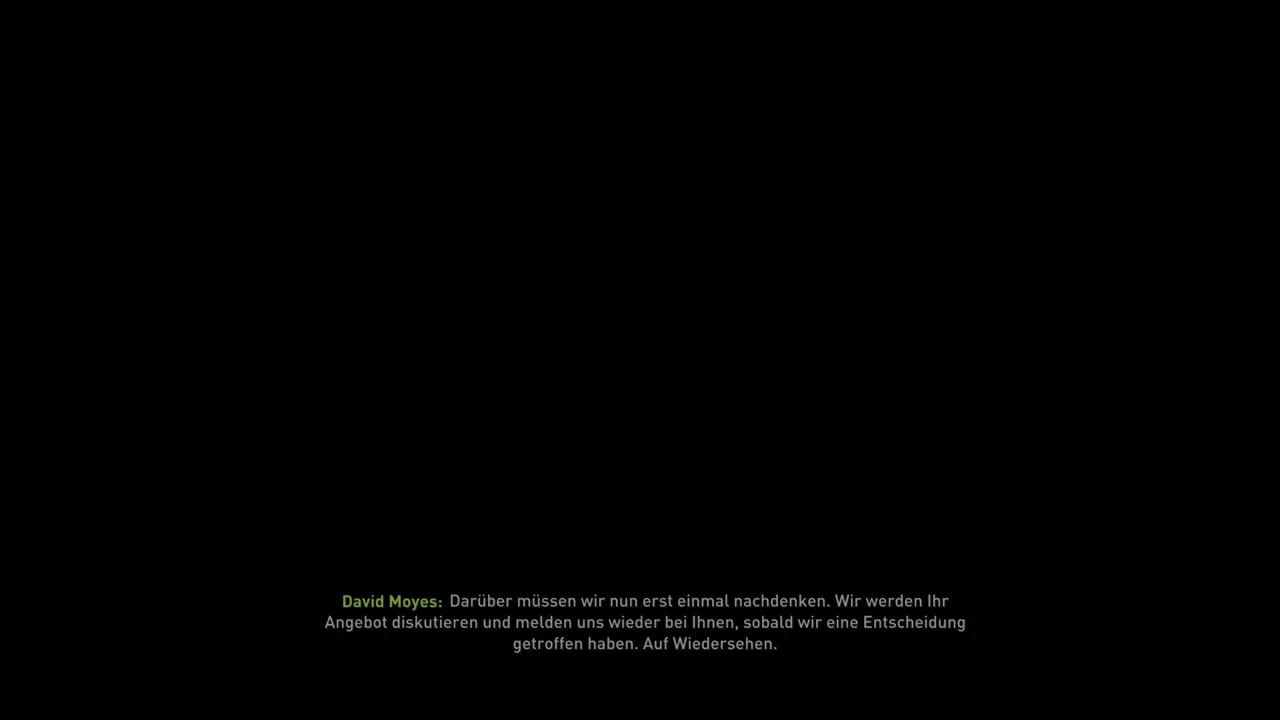 David Moyes: Darüber müssen wir nun erst einmal nachdenken. Wir werden Ihr
Angebot diskutieren und melden uns wieder bei Ihnen, sobald wir eine Entscheidung
getroffen haben. Auf Wiedersehen.